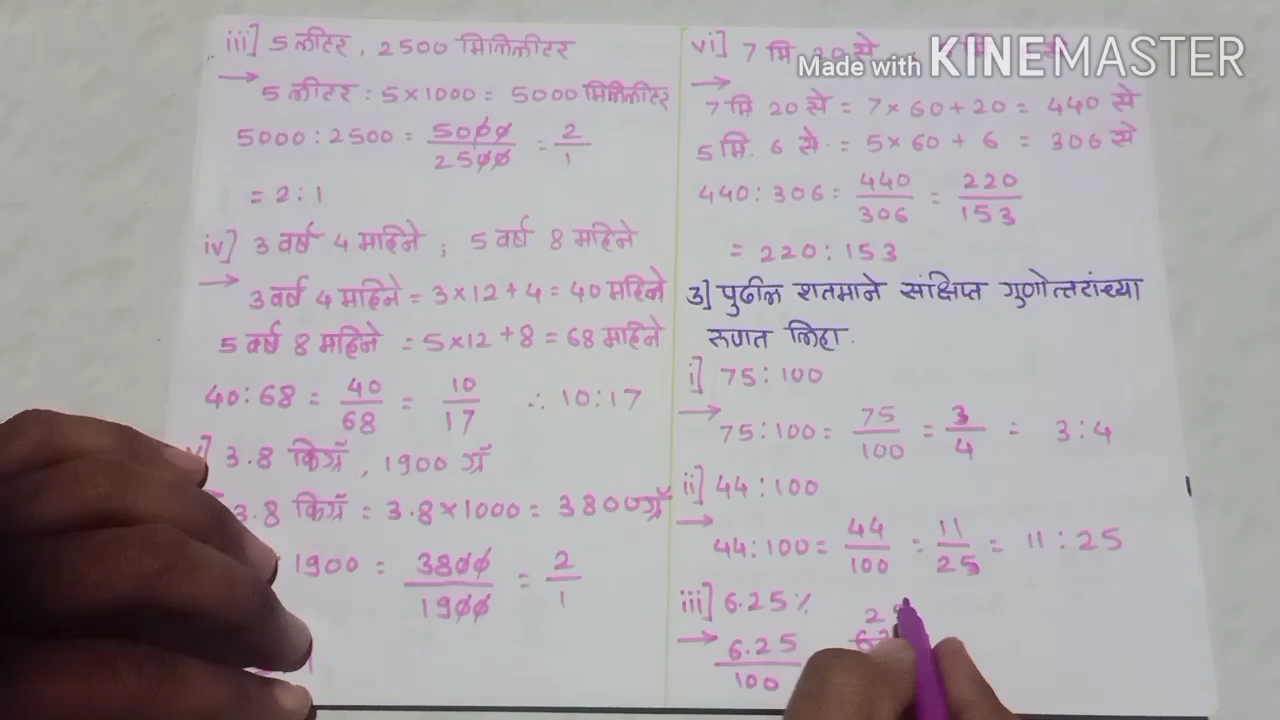 iii] 5 लीटर, 2500 मिलिलीटर
→ 5 लीटर = 5×1000 = 5000 मिलिलीटर
5000:2500 = 5000/2500 = 2/1
= 2:1
iv] 3 वर्षे 4 महिने ; 5 वर्षे 8 महिने
→ 3 वर्षे 4 महिने = 3×12+4 = 40 महिने
5 वर्षे 8 महिने = 5×12+8 = 68 महिने
40:68 = 40/68 = 10/17 ∴ 10:17
v] 3.8 किग्रॅ, 1900 ग्रॅ
3.8 किग्रॅ = 3.8×1000 = 3800ग्रॅ
1900 = 3800/1900 = 2/1
vi] 7 मि 20 से
Made with KINEMASTER
→ 7 मि. 20 से = 7×60+20 = 440 से
5 मि. 6 से. = 5×60+6 = 306 से
440:306 = 440/306 = 220/153
= 220:153
3] पुढील शतमाने संक्षिप्त गुणोत्तरांच्या
रूपात लिहा.
i] 75:100
→ 75:100 = 75/100 = 3/4 = 3:4
ii] 44:100
→ 44:100 = 44/100 = 11/25 = 11:25
iii] 6.25%
→ 6.25/100